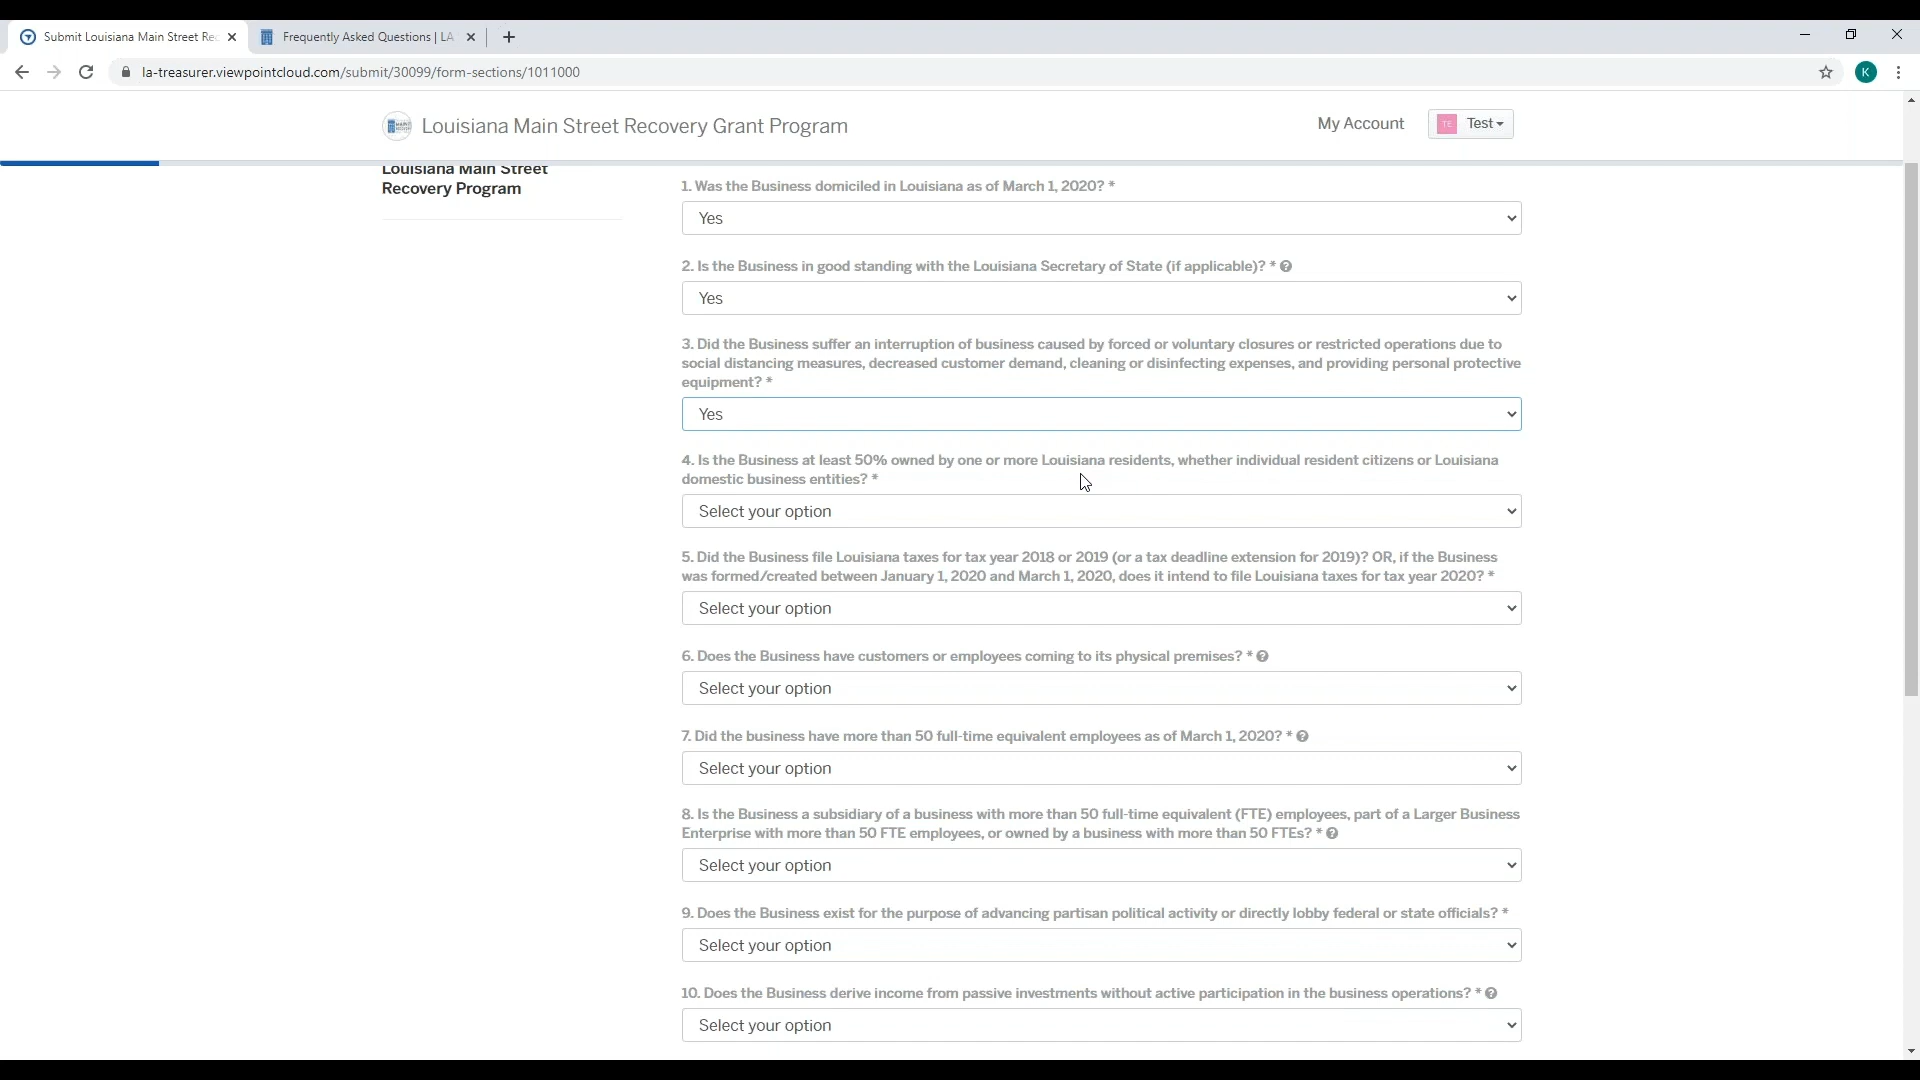 Submit Louisiana Main Street Re
Frequently Asked Questions | LA
la-treasurer.viewpointcloud.com/submit/30099/form-sections/1011000
K
Louisiana Main Street Recovery Grant Program
My Account
TE
Test
Louisiana Main Street
Recovery Program
1. Was the Business domiciled in Louisiana as of March 1, 2020? *
Yes
2. Is the Business in good standing with the Louisiana Secretary of State (if applicable)? *
Yes
3. Did the Business suffer an interruption of business caused by forced or voluntary closures or restricted operations due to
social distancing measures, decreased customer demand, cleaning or disinfecting expenses, and providing personal protective
equipment? *
Yes
4. Is the Business at least 50% owned by one or more Louisiana residents, whether individual resident citizens or Louisiana
domestic business entities? *
Select your option
5. Did the Business file Louisiana taxes for tax year 2018 or 2019 (or a tax deadline extension for 2019)? OR, if the Business
was formed/created between January 1, 2020 and March 1, 2020, does it intend to file Louisiana taxes for tax year 2020? *
Select your option
6. Does the Business have customers or employees coming to its physical premises? *
Select your option
7. Did the business have more than 50 full-time equivalent employees as of March 1, 2020? *
Select your option
8. Is the Business a subsidiary of a business with more than 50 full-time equivalent (FTE) employees, part of a Larger Business
Enterprise with more than 50 FTE employees, or owned by a business with more than 50 FTEs? *
Select your option
9. Does the Business exist for the purpose of advancing partisan political activity or directly lobby federal or state officials? *
Select your option
10. Does the Business derive income from passive investments without active participation in the business operations? *
Select your option